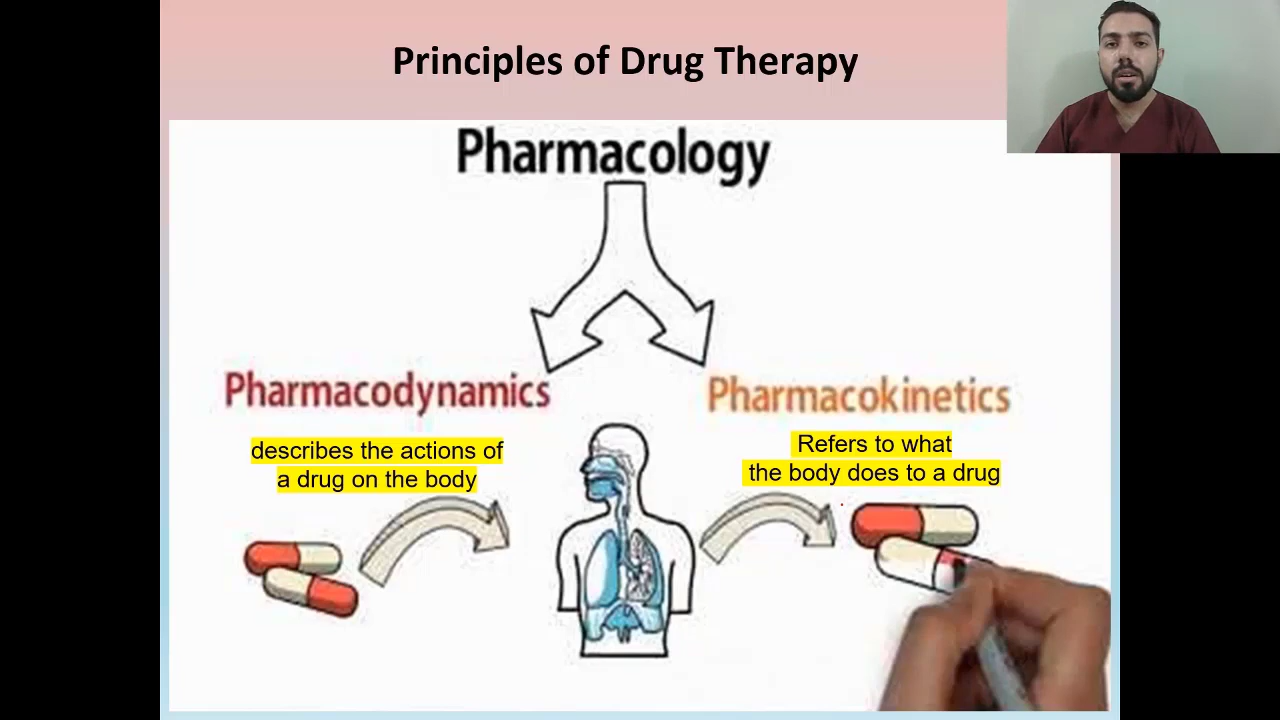 Principles of Drug Therapy
Pharmacology
Pharmacodynamics
describes the actions of
a drug on the body
Pharmacokinetics
Refers to what
the body does to a drug